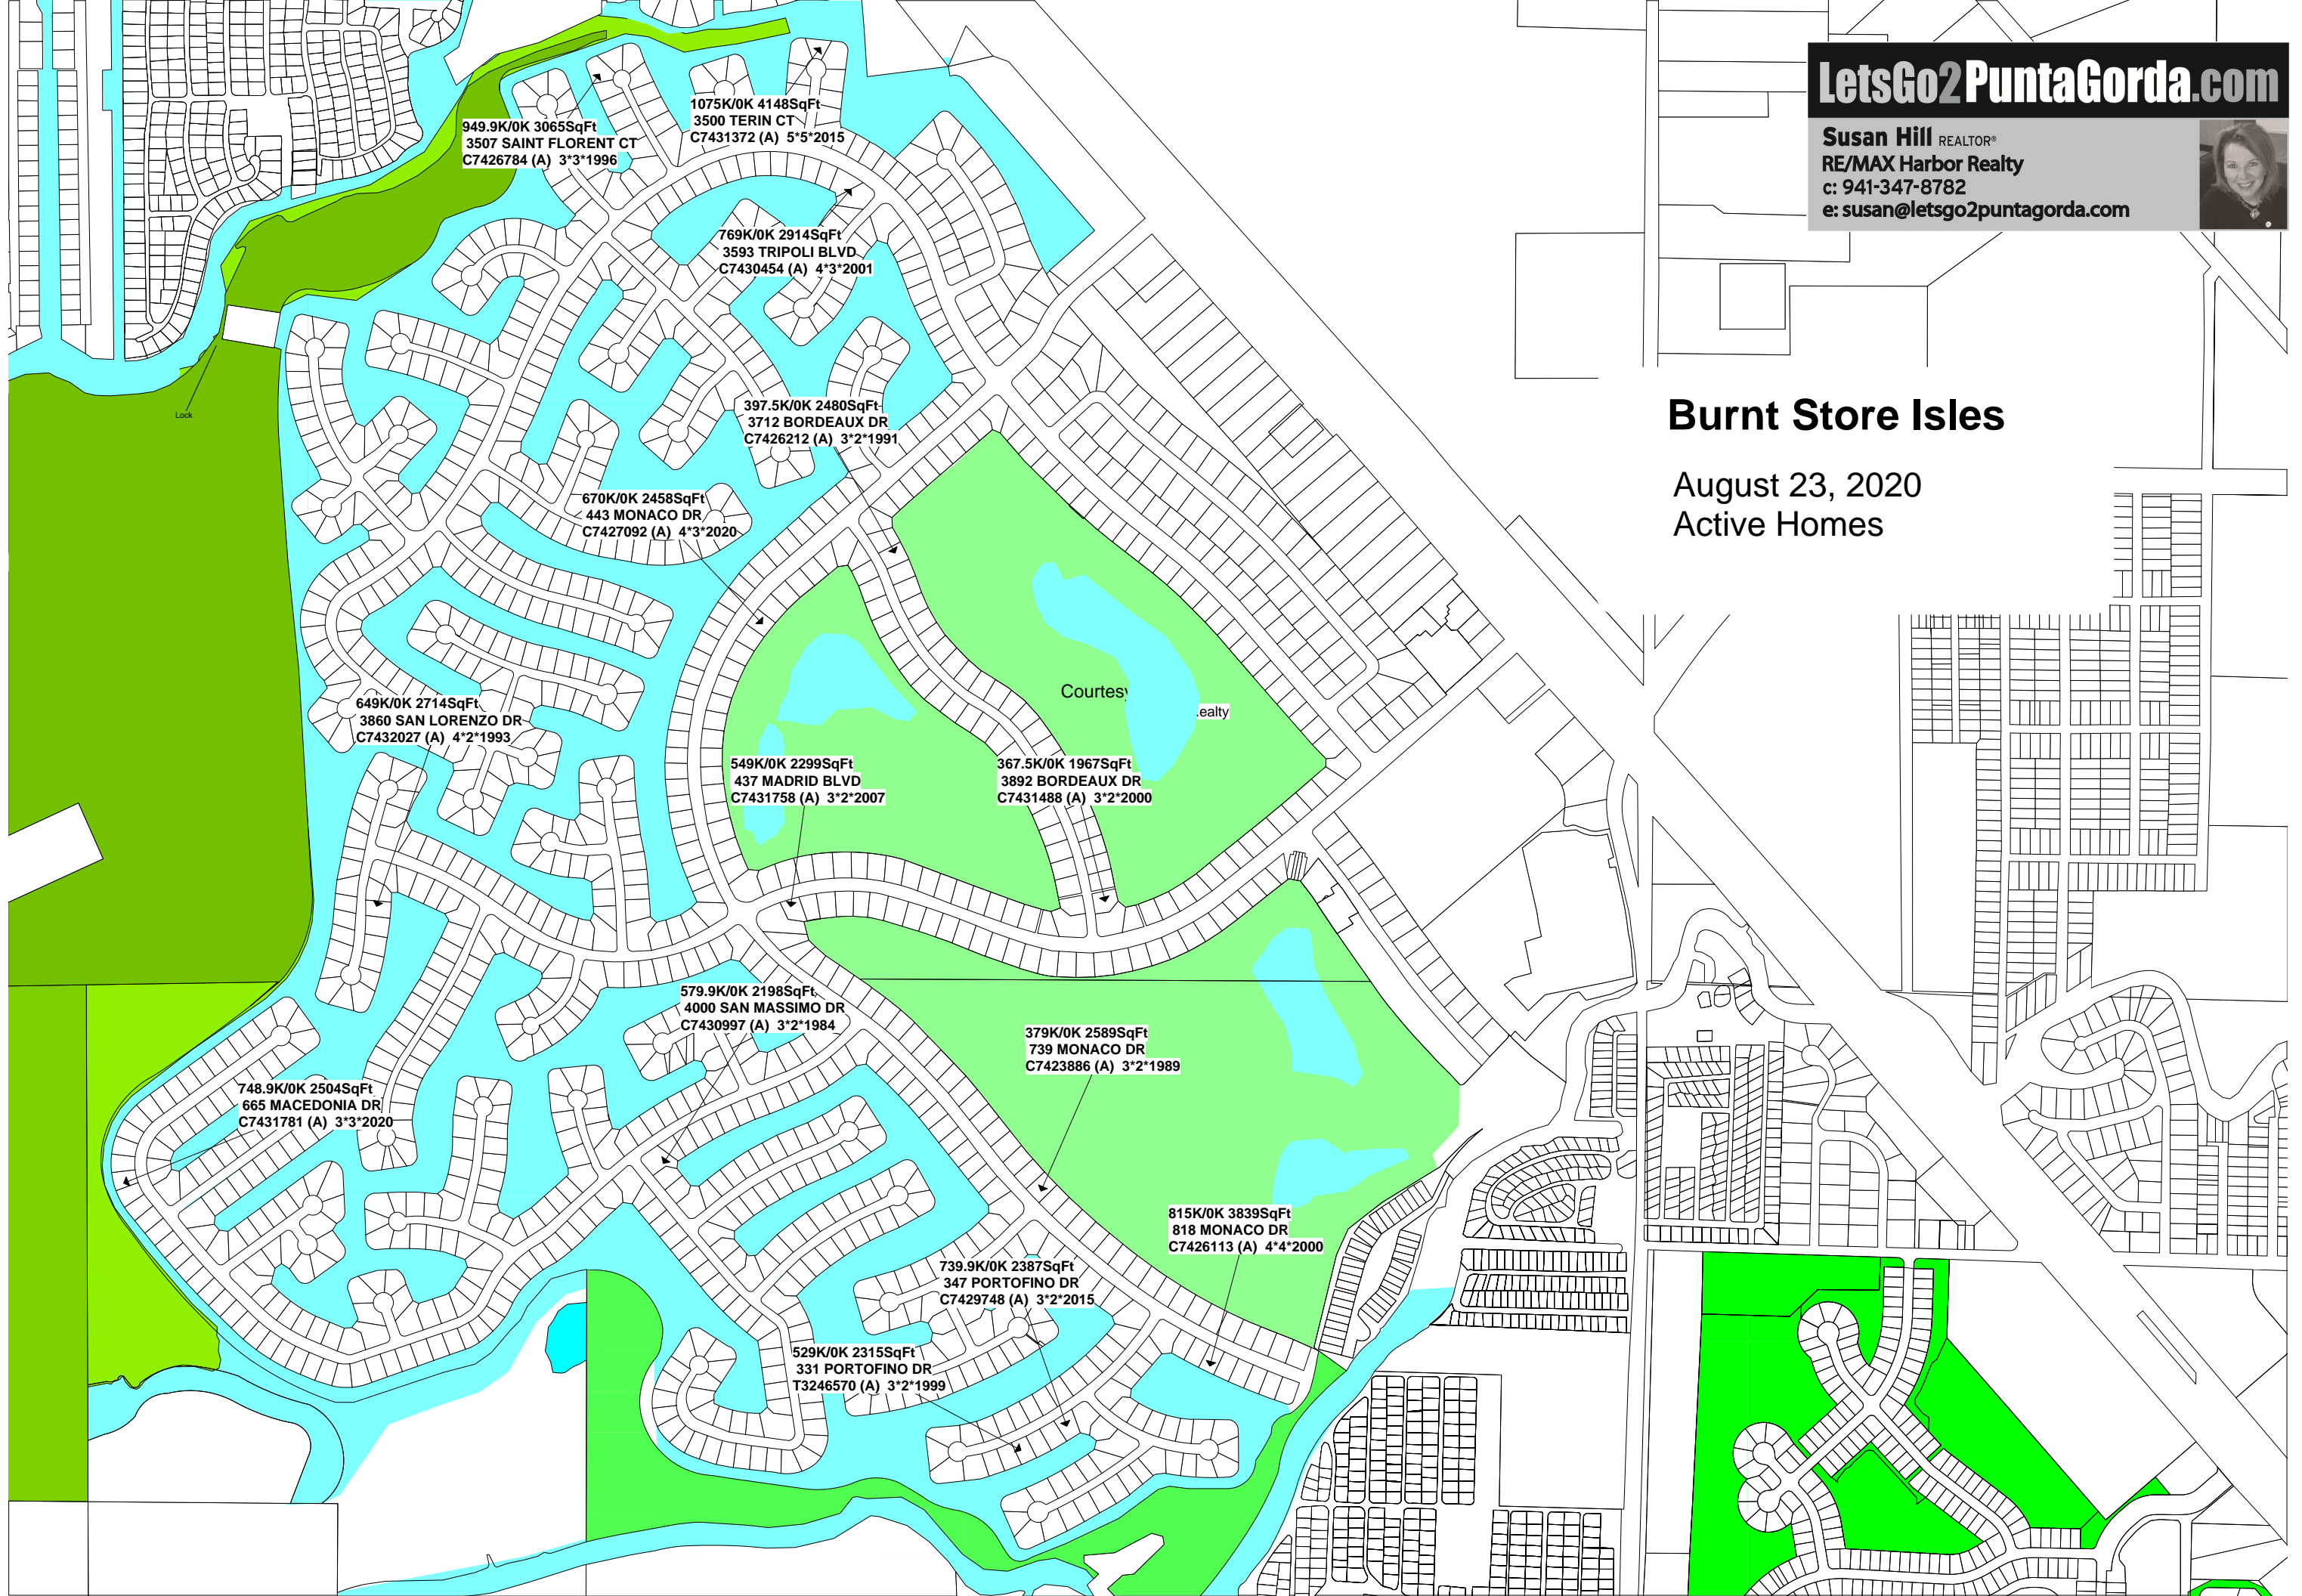 LetsGo2PuntaGorda.com
Susan Hill REALTOR®
RE/MAX Harbor Realty
c: 941-347-8782
e: susan@letsgo2puntagorda.com
Burnt Store Isles
August 23, 2020
Active Homes
1075K/0K 4148SqFt
3500 TERIN CT
C7431372 (A) 5*5*2015
949.9K/0K 3065SqFt
3507 SAINT FLORENT CT
C7426784 (A) 3*3*1996
769K/0K 2914SqFt
3593 TRIPOLI BLVD
C7430454 (A) 4*3*2001
Lock
397.5K/0K 2480SqFt
3712 BORDEAUX DR
C7426212 (A) 3*2*1991
670K/0K 2458SqFt
443 MONACO DR
C7427092 (A) 4*3*2020
Courtesy
ealty
649K/0K 2714SqFt
3860 SAN LORENZO DR
C7432027 (A) 4*2*1993
549K/0K 2299SqFt
437 MADRID BLVD
C7431758 (A) 3*2*2007
367.5K/0K 1967SqFt
3892 BORDEAUX DR
C7431488 (A) 3*2*2000
579.9K/0K 2198SqFt
4000 SAN MASSIMO DR
C7430997 (A) 3*2*1984
379K/0K 2589SqFt
739 MONACO DR
C7423886 (A) 3*2*1989
748.9K/0K 2504SqFt
665 MACEDONIA DR
C7431781 (A) 3*3*2020
815K/0K 3839SqFt
818 MONACO DR
C7426113 (A) 4*4*2000
739.9K/0K 2387SqFt
347 PORTOFINO DR
C7429748 (A) 3*2*2015
529K/0K 2315SqFt
331 PORTOFINO DR
T3246570 (A) 3*2*1999